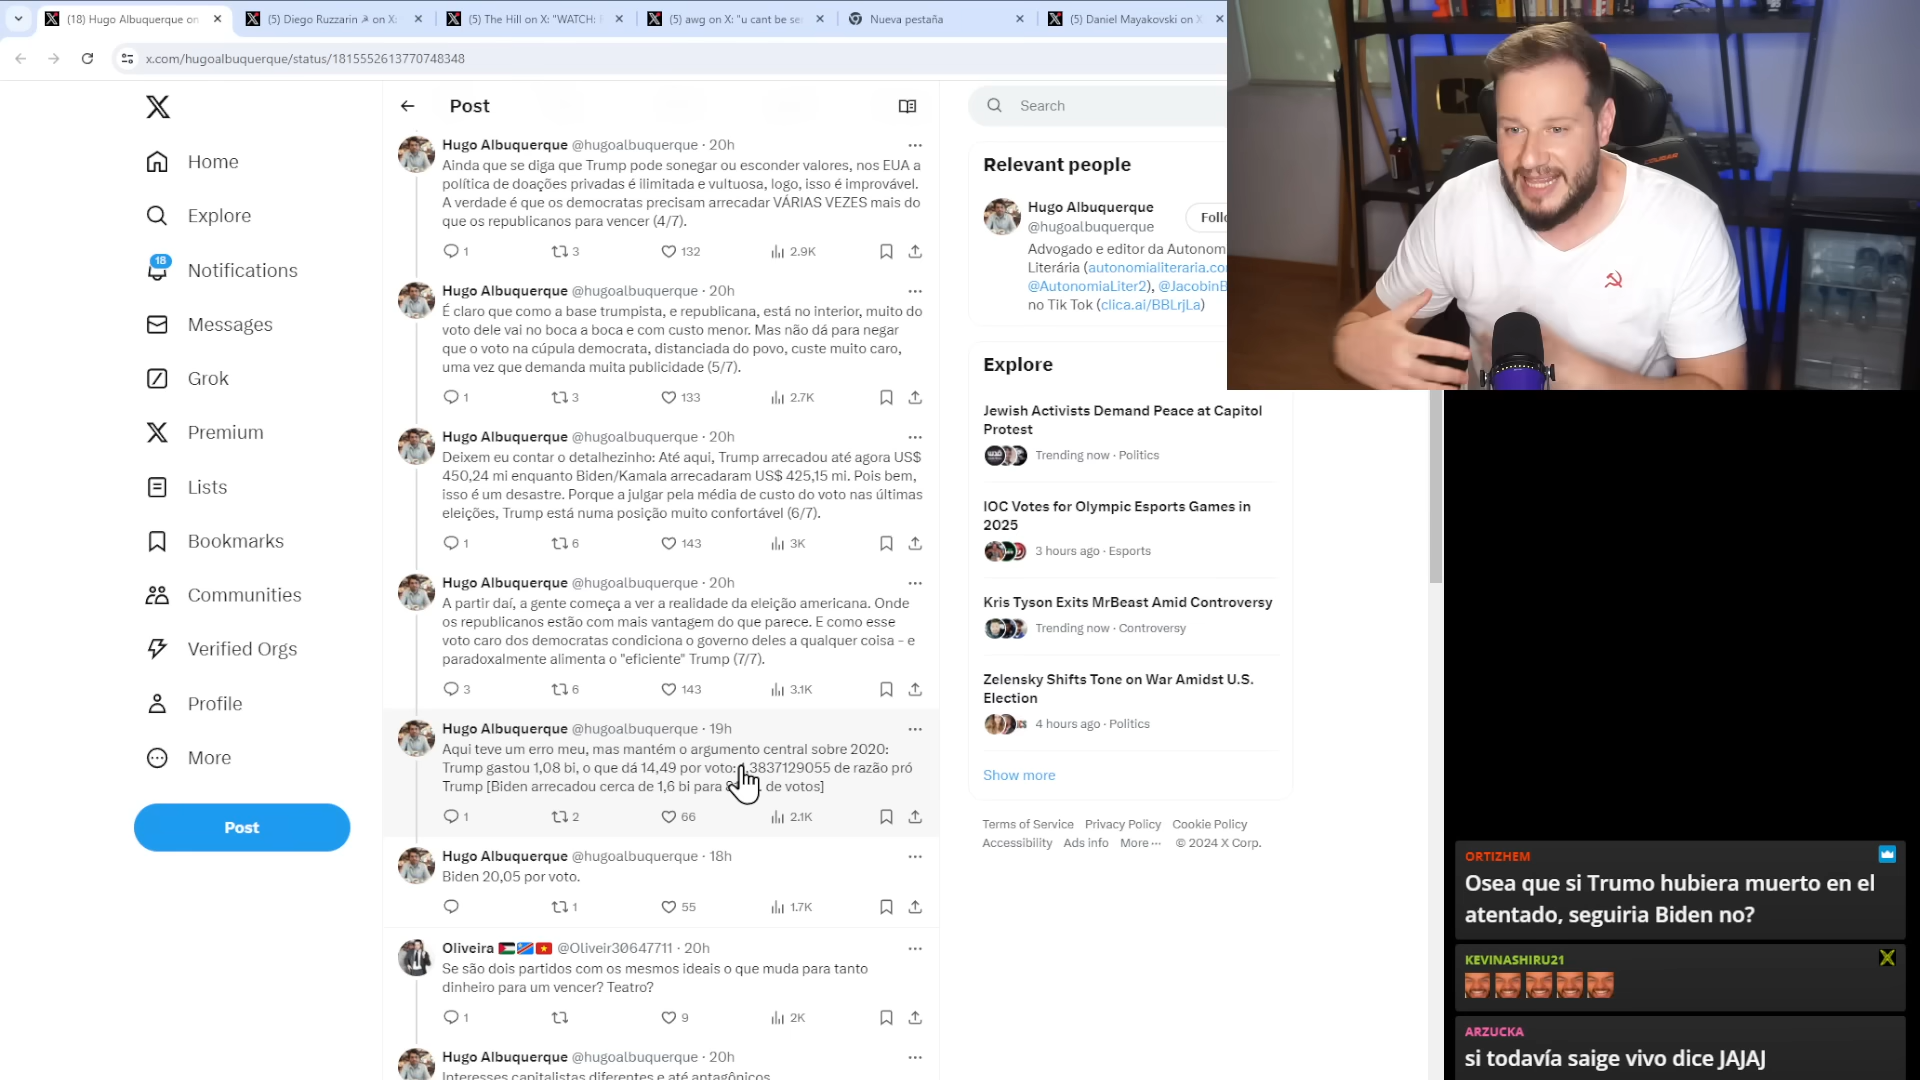 (18) Hugo Albuquerque on
(5) Diego Ruzzarin ☭ on X:
(5) The Hill on X: "WATCH:
(5) awg on X: "u cant be se
Nueva pestaña
(5) Daniel Mayakovski on X
x.com/hugoalbuquerque/status/1815552613770748348
Home
Explore
18
Notifications
Messages
Grok
Premium
Lists
Bookmarks
Communities
Verified Orgs
Profile
More
Post
Post
Hugo Albuquerque @hugoalbuquerque · 20h
Ainda que se diga que Trump pode sonegar ou esconder valores, nos EUA a
política de doações privadas é ilimitada e vultuosa, logo, isso é improvável.
A verdade é que os democratas precisam arrecadar VÁRIAS VEZES mais do
que os republicanos para vencer (4/7).
1 3 132 2.9K
Hugo Albuquerque @hugoalbuquerque · 20h
É claro que como a base trumpista, e republicana, está no interior, muito do
voto dele vai no boca a boca e com custo menor. Mas não dá para negar
que o voto na cúpula democrata, distanciada do povo, custe muito caro,
uma vez que demanda muita publicidade (5/7).
1 3 133 2.7K
Hugo Albuquerque @hugoalbuquerque · 20h
Deixem eu contar o detalhezinho: Até aqui, Trump arrecadou até agora US$
450,24 mi enquanto Biden/Kamala arrecadaram US$ 425,15 mi. Pois bem,
isso é um desastre. Porque a julgar pela média de custo do voto nas últimas
eleições, Trump está numa posição muito confortável (6/7).
1 6 143 3K
Hugo Albuquerque @hugoalbuquerque · 20h
A partir daí, a gente começa a ver a realidade da eleição americana. Onde
os republicanos estão com mais vantagem do que parece. E como esse
voto caro dos democratas condiciona o governo deles a qualquer coisa - e
paradoxalmente alimenta o "eficiente" Trump (7/7).
3 6 143 3.1K
Hugo Albuquerque @hugoalbuquerque · 19h
Aqui teve um erro meu, mas mantém o argumento central sobre 2020:
Trump gastou 1,08 bi, o que dá 14,49 por voto: ,3837129055 de razão pró
Trump [Biden arrecadou cerca de 1,6 bi para de votos]
1 2 66 2.1K
Hugo Albuquerque @hugoalbuquerque · 18h
Biden 20,05 por voto.
1 55 1.7K
Oliveira @Oliveir30647711 · 20h
Se são dois partidos com os mesmos ideais o que muda para tanto
dinheiro para um vencer? Teatro?
1 9 2K
Hugo Albuquerque @hugoalbuquerque · 20h
Interesses capitalistas diferentes e até antagônicos
Search
Relevant people
Hugo Albuquerque
@hugoalbuquerque
Follo
Advogado e editor da Autonom
Literária (autonomialiteraria.co
@AutonomiaLiter2), @JacobinB
no Tik Tok (clica.ai/BBLrjLa)
Explore
Jewish Activists Demand Peace at Capitol
Protest
Trending now · Politics
IOC Votes for Olympic Esports Games in
2025
3 hours ago · Esports
Kris Tyson Exits MrBeast Amid Controversy
Trending now · Controversy
Zelensky Shifts Tone on War Amidst U.S.
Election
4 hours ago · Politics
Show more
Terms of Service Privacy Policy Cookie Policy
Accessibility Ads info More ··· © 2024 X Corp.
ORTIZHEM
Osea que si Trumo hubiera muerto en el
atentado, seguiria Biden no?
KEVINASHIRU21
ARZUCKA
si todavía saige vivo dice JAJAJ